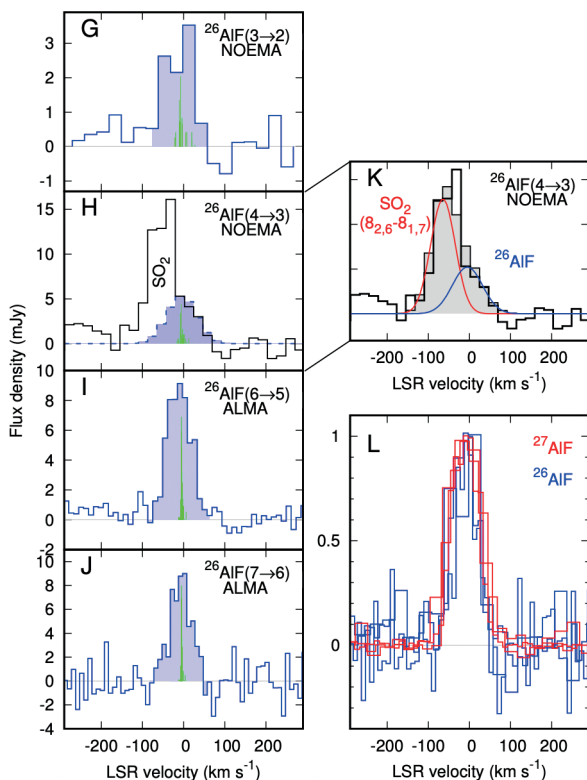 G
²⁶AlF(3→2)
NOEMA
3
2
1
0
-1
H
²⁶AlF(4→3)
NOEMA
SO₂
15
10
5
0
I
²⁶AlF(6→5)
ALMA
10
8
6
4
2
0
-2
J
²⁶AlF(7→6)
ALMA
10
8
6
4
2
0
-2
-4
Flux density (mJy)
-200 -100 0 100 200
LSR velocity (km s⁻¹)
K
²⁶AlF(4→3)
NOEMA
SO₂
(8₂,₆-8₁,₇)
²⁶AlF
-200 -100 0 100 200
LSR velocity (km s⁻¹)
L
²⁷AlF
²⁶AlF
1
0.5
0
-200 -100 0 100 200
LSR velocity (km s⁻¹)